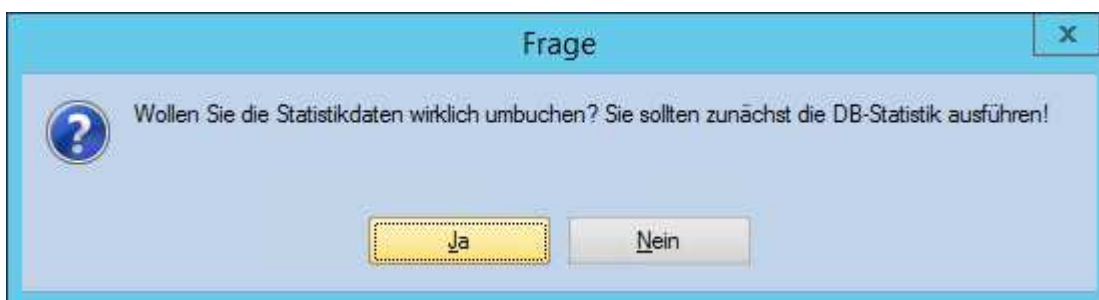 Frage
Wollen Sie die Statistikdaten wirklich umbuchen? Sie sollten zunächst die DB-Statistik ausführen!
Ja
Nein